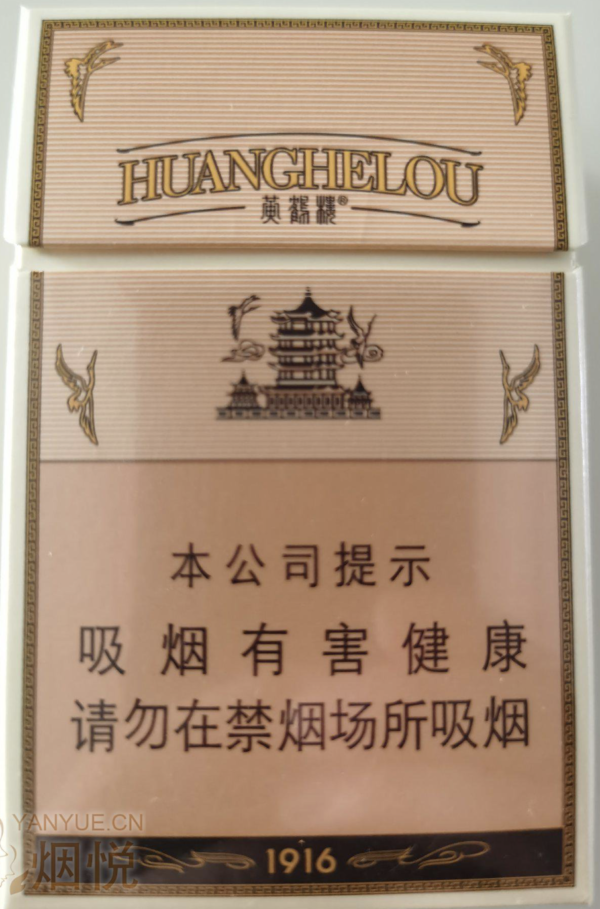 HUANGHELOU
黄鹤楼®
本公司提示
吸烟有害健康
请勿在禁烟场所吸烟
1916
YANYUE.CN
烟悦